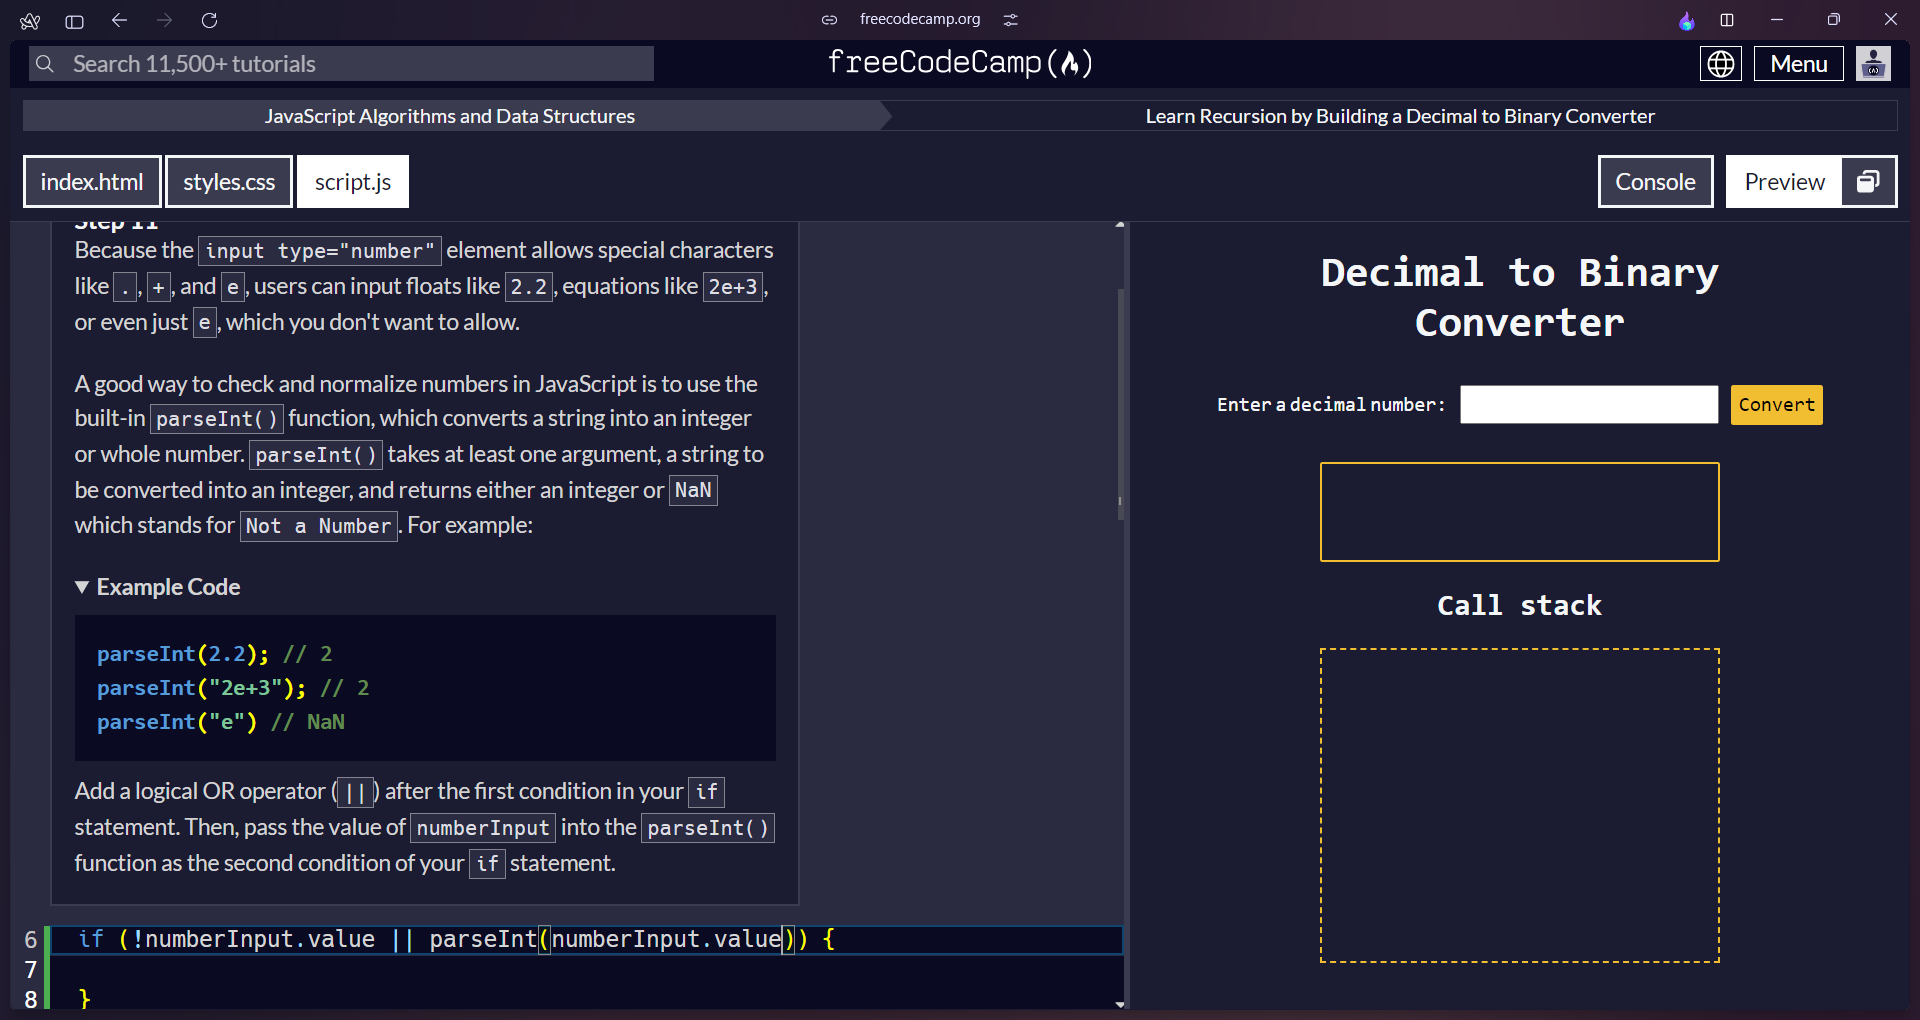 freecodecamp.org
Search 11,500+ tutorials
freeCodeCamp(🔥)
Menu
JavaScript Algorithms and Data Structures
Learn Recursion by Building a Decimal to Binary Converter
index.html
styles.css
script.js
Console
Preview
Step 11
Because the input type="number" element allows special characters
like ., +, and e, users can input floats like 2.2, equations like 2e+3,
or even just e, which you don't want to allow.
A good way to check and normalize numbers in JavaScript is to use the
built-in parseInt() function, which converts a string into an integer
or whole number. parseInt() takes at least one argument, a string to
be converted into an integer, and returns either an integer or NaN
which stands for Not a Number. For example:
▼ Example Code
parseInt(2.2); // 2
parseInt("2e+3"); // 2
parseInt("e") // NaN
Add a logical OR operator (||) after the first condition in your if
statement. Then, pass the value of numberInput into the parseInt()
function as the second condition of your if statement.
6 if (!numberInput.value || parseInt(numberInput.value)) {
7
8 }
Decimal to Binary
Converter
Enter a decimal number:
Convert
Call stack